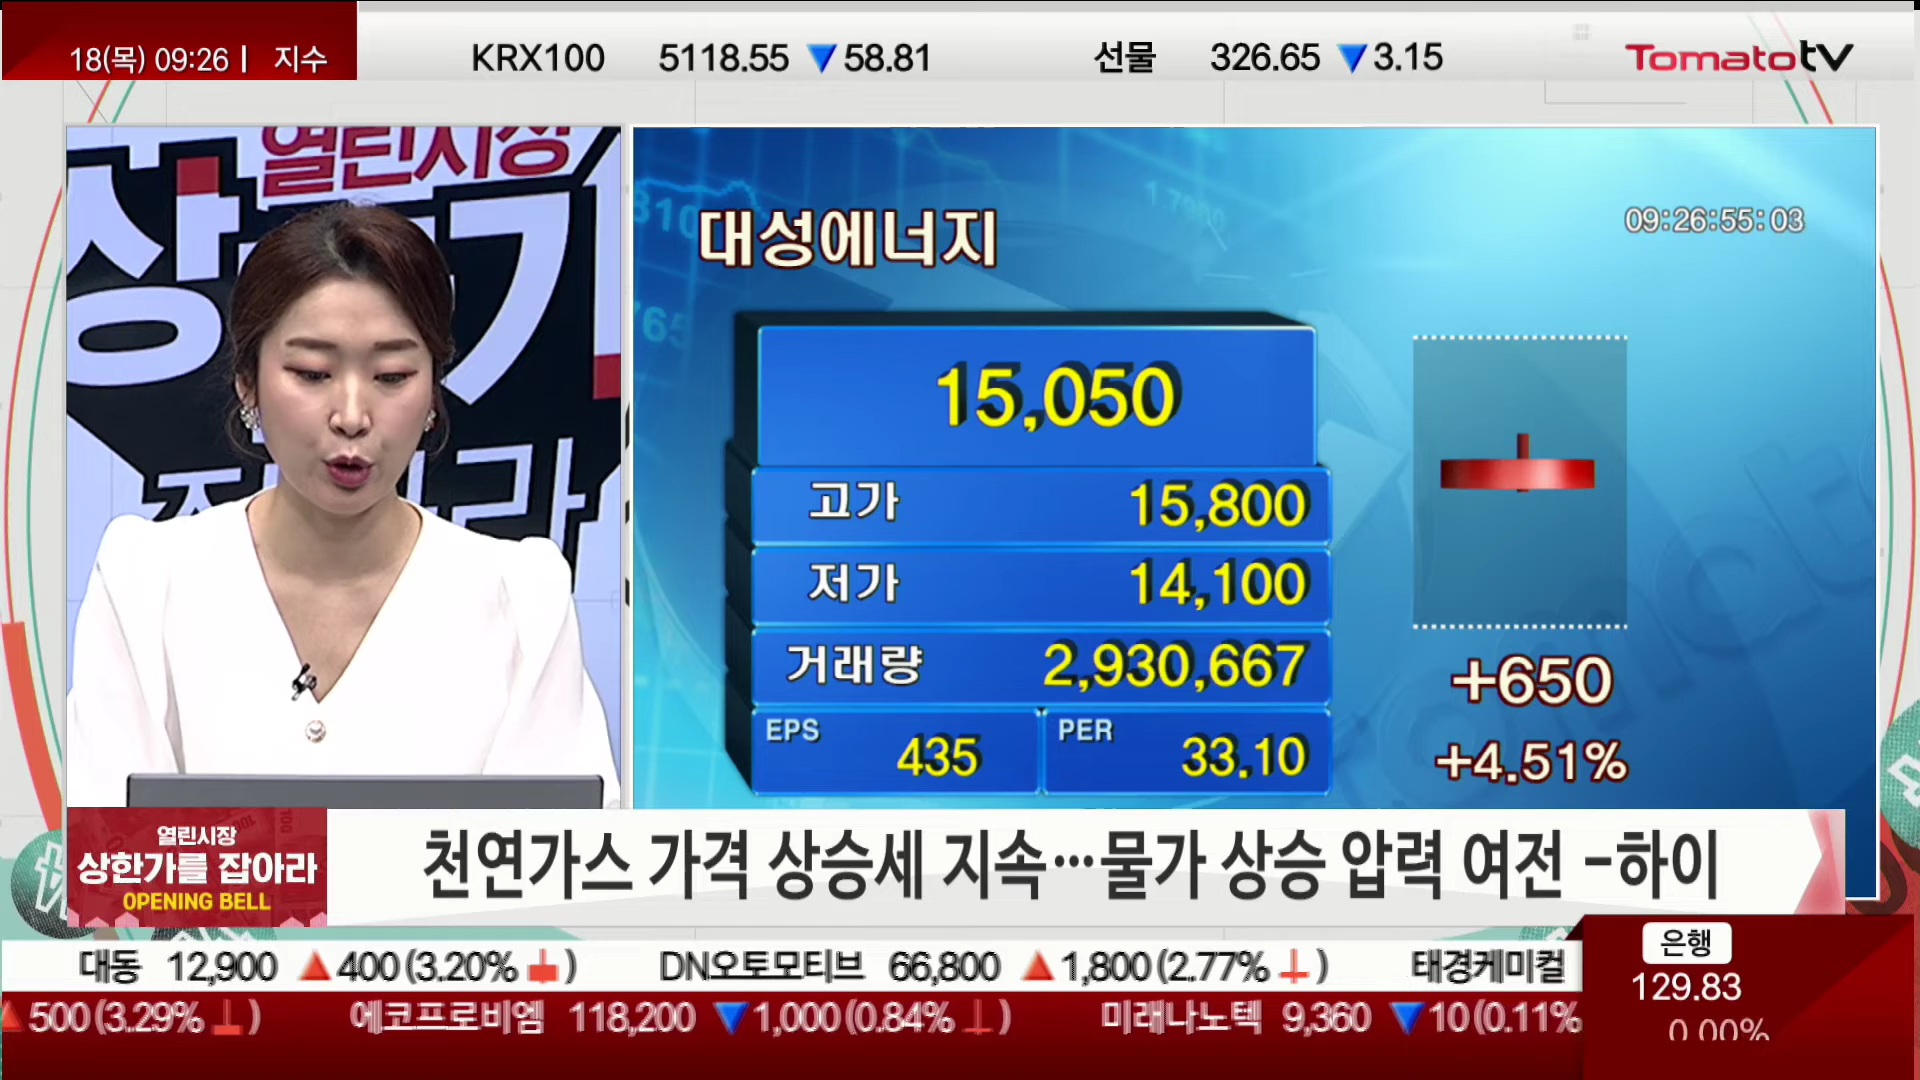 18(목) 09:26 | 지수
KRX100 5118.55 ▼58.81
선물 326.65 ▼3.15
Tomatotv
열린시장
대성에너지
09:26:55:03
15,050
고가 15,800
저가 14,100
거래량 2,930,667
EPS 435
PER 33.10
+650
+4.51%
열린시장
상한가를 잡아라
OPENING BELL
천연가스 가격 상승세 지속…물가 상승 압력 여전 -하이
대동 12,900 ▲400(3.20%) DN오토모티브 66,800 ▲1,800(2.77%) 태경케미컬
▲500(3.29%) 에코프로비엠 118,200 ▼1,000(0.84%) 미래나노텍 9,360 ▼10(0.11%
은행
129.83
0.00%